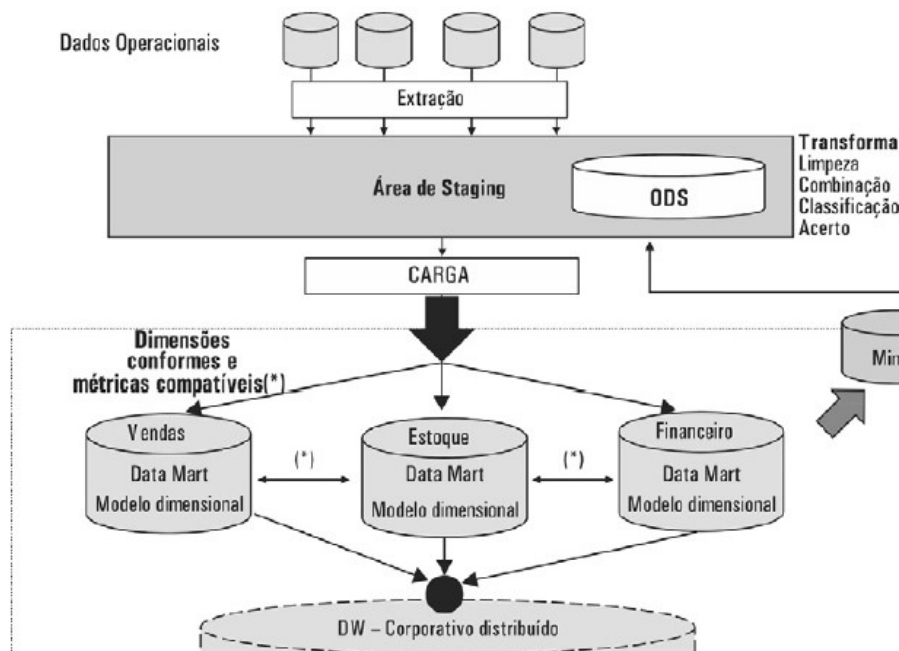 Dados Operacionais
Extração
Área de Staging
ODS
Transforma
Limpeza
Combinação
Classificação
Acerto
CARGA
Dimensões
conformes e
métricas compatíveis(*)
Min
Vendas
Data Mart
Modelo dimensional
(*)
Estoque
Data Mart
Modelo dimensional
(*)
Financeiro
Data Mart
Modelo dimensional
DW – Corporativo distribuído